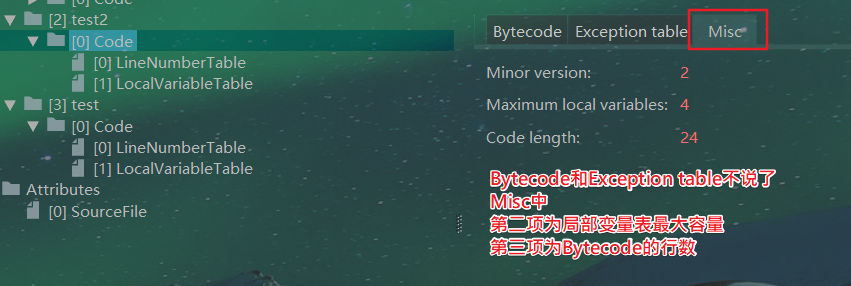 [0] Code
[2] test2
[0] Code
[0] LineNumberTable
[1] LocalVariableTable
[3] test
[0] Code
[0] LineNumberTable
[1] LocalVariableTable
Attributes
[0] SourceFile
Bytecode Exception table Misc
Minor version: 2
Maximum local variables: 4
Code length: 24
Bytecode和Exception table不说了
Misc中
第二项为局部变量表最大容量
第三项为Bytecode的行数